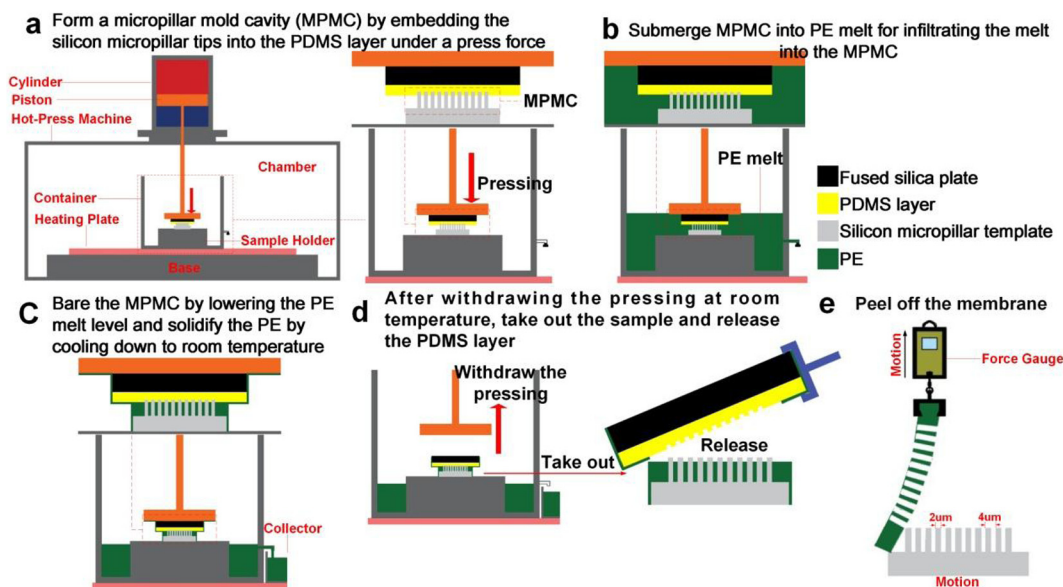 a Form a micropillar mold cavity (MPMC) by embedding the
silicon micropillar tips into the PDMS layer under a press force
Cylinder
Piston
Hot-Press Machine
Chamber
Container
Heating Plate
Sample Holder
Base
MPMC
Pressing
b Submerge MPMC into PE melt for infiltrating the melt
into the MPMC
PE melt
Fused silica plate
PDMS layer
Silicon micropillar template
PE
C Bare the MPMC by lowering the PE
melt level and solidify the PE by
cooling down to room temperature
Collector
d After withdrawing the pressing at room
temperature, take out the sample and release
the PDMS layer
Withdraw the
pressing
Take out
Release
e Peel off the membrane
Motion
Force Gauge
2um
4um
Motion